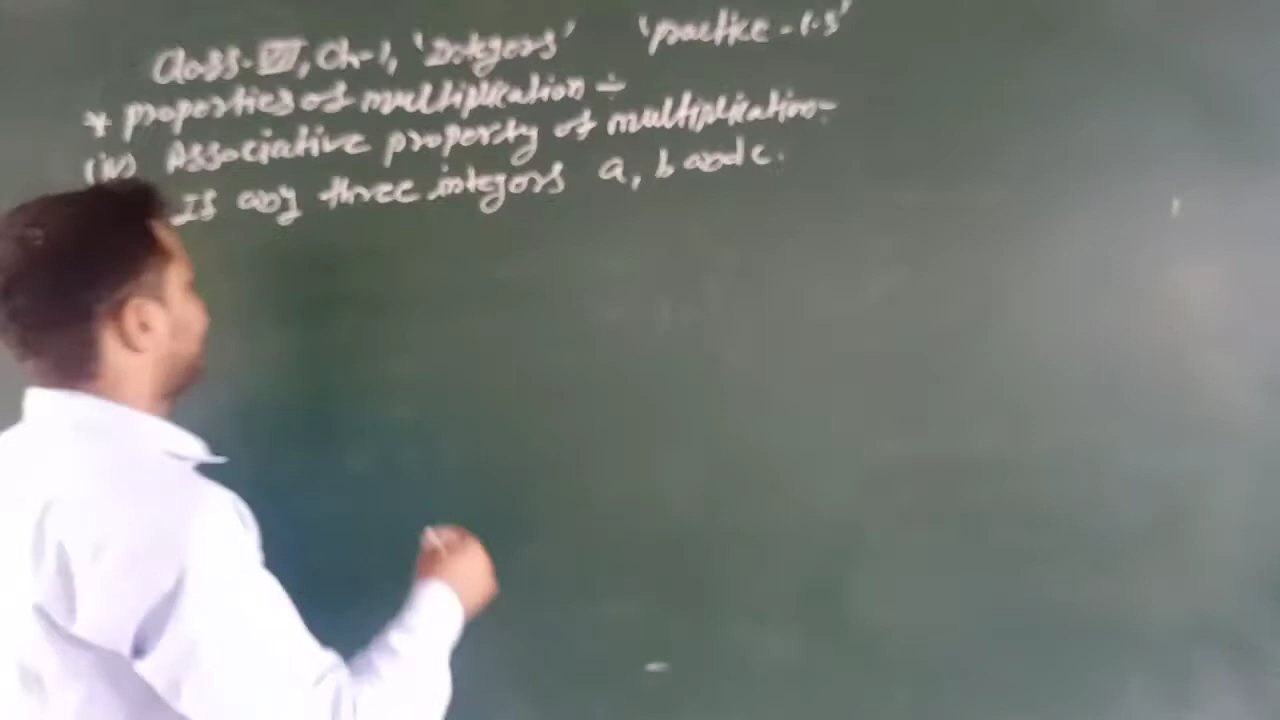 Class-VII, Ch-1, 'Integers' 'practice-1.3'
* properties of multiplication ÷
(iv) Associative property of multiplication-
If any three integers a, b and c.